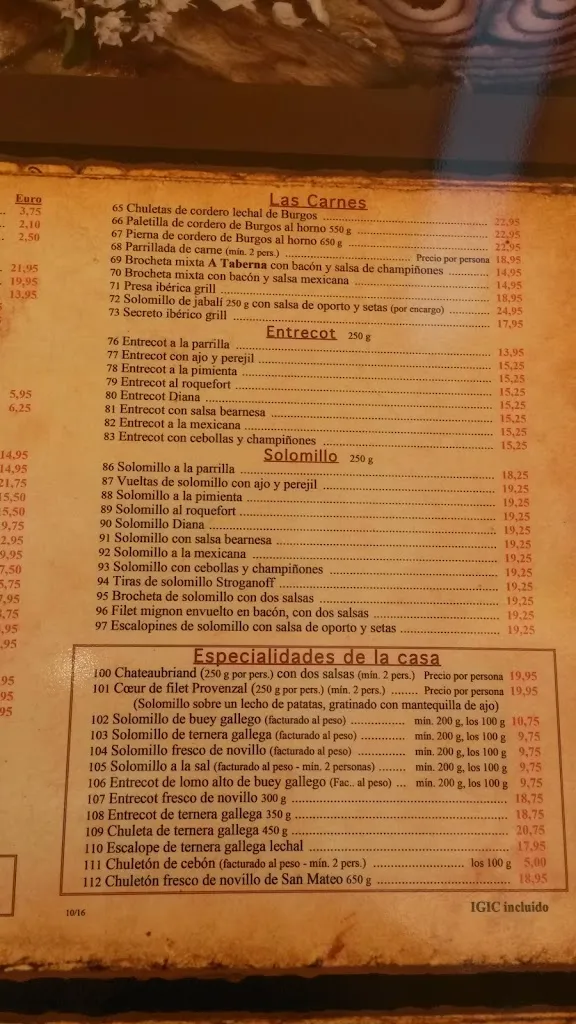 Euro
3,75
2,10
2,50
21,95
19,95
13,95
5,95
6,25
14,95
14,95
21,75
Las Carnes
65 Chuletas de cordero lechal de Burgos 22,95
66 Paletilla de cordero de Burgos al horno 550 g 22,95
67 Pierna de cordero de Burgos al horno 650 g 22,95
68 Parrillada de carne (mín. 2 pers.) Precio por persona 18,95
69 Brocheta mixta A Taberna con bacón y salsa de champiñones 14,95
70 Brocheta mixta con bacón y salsa mexicana 14,95
71 Presa ibérica grill 18,95
72 Solomillo de jabalí 250 g con salsa de oporto y setas (por encargo) 24,95
73 Secreto ibérico grill 17,95
Entrecot 250 g
76 Entrecot a la parrilla 13,95
77 Entrecot con ajo y perejil 15,25
78 Entrecot a la pimienta 15,25
79 Entrecot al roquefort 15,25
80 Entrecot Diana 15,25
81 Entrecot con salsa bearnesa 15,25
82 Entrecot a la mexicana 15,25
83 Entrecot con cebollas y champiñones 15,25
Solomillo 250 g
86 Solomillo a la parrilla 18,25
87 Vueltas de solomillo con ajo y perejil 19,25
88 Solomillo a la pimienta 19,25
89 Solomillo al roquefort 19,25
90 Solomillo Diana 19,25
91 Solomillo con salsa bearnesa 19,25
92 Solomillo a la mexicana 19,25
93 Solomillo con cebollas y champiñones 19,25
94 Tiras de solomillo Stroganoff 19,25
95 Brocheta de solomillo con dos salsas 19,25
96 Filet mignon envuelto en bacón, con dos salsas 19,25
97 Escalopines de solomillo con salsa de oporto y setas 19,25
Especialidades de la casa
100 Chateaubriand (250 g por pers.) con dos salsas (mín. 2 pers.) Precio por persona 19,95
101 Cœur de filet Provenzal (250 g por pers.) (mín. 2 pers.) Precio por persona 19,95
(Solomillo sobre un lecho de patatas, gratinado con mantequilla de ajo)
102 Solomillo de buey gallego (facturado al peso) mín. 200 g, los 100 g 10,75
103 Solomillo de ternera gallega (facturado al peso) mín. 200 g, los 100 g 9,75
104 Solomillo fresco de novillo (facturado al peso) mín. 200 g, los 100 g 9,75
105 Solomillo a la sal (facturado al peso - mín. 2 personas) mín. 200 g, los 100 g 9,75
106 Entrecot de lomo alto de buey gallego (Fac.. al peso) mín. 200 g, los 100 g 9,75
107 Entrecot fresco de novillo 300 g 18,75
108 Entrecot de ternera gallega 350 g 18,75
109 Chuleta de ternera gallega 450 g 20,75
110 Escalope de ternera gallega lechal 17,95
111 Chuletón de cebón (facturado al peso - mín. 2 pers.) los 100 g 5,00
112 Chuletón fresco de novillo de San Mateo 650 g 18,95
10/16
IGIC incluido